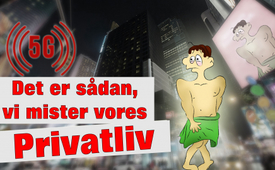 5G
Det er sådan,
vi mister vores
Privatliv